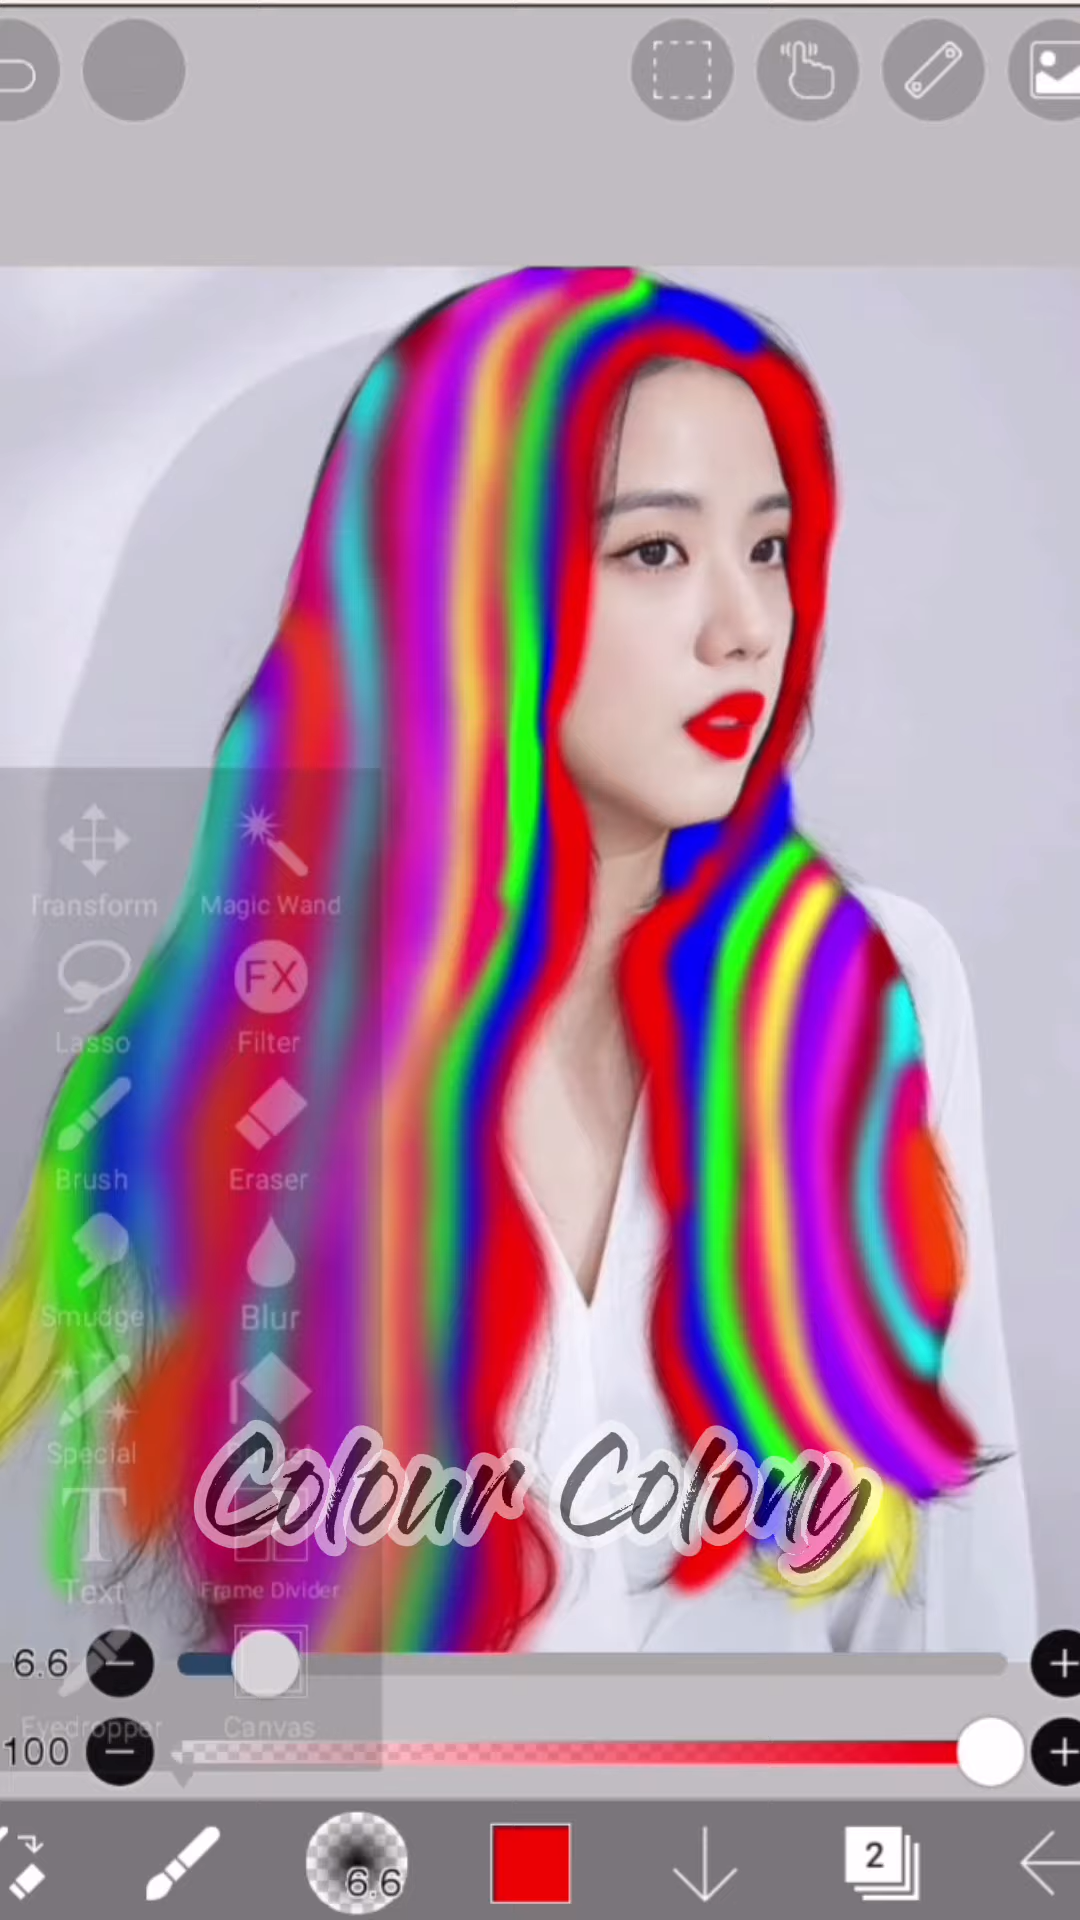 Transform Magic Wand
Lasso FX Filter
Brush Eraser
Smudge Blur
Special
Colour Colony
Text Frame Divider
6.6
Eyedropper Canvas
100
6.6 2